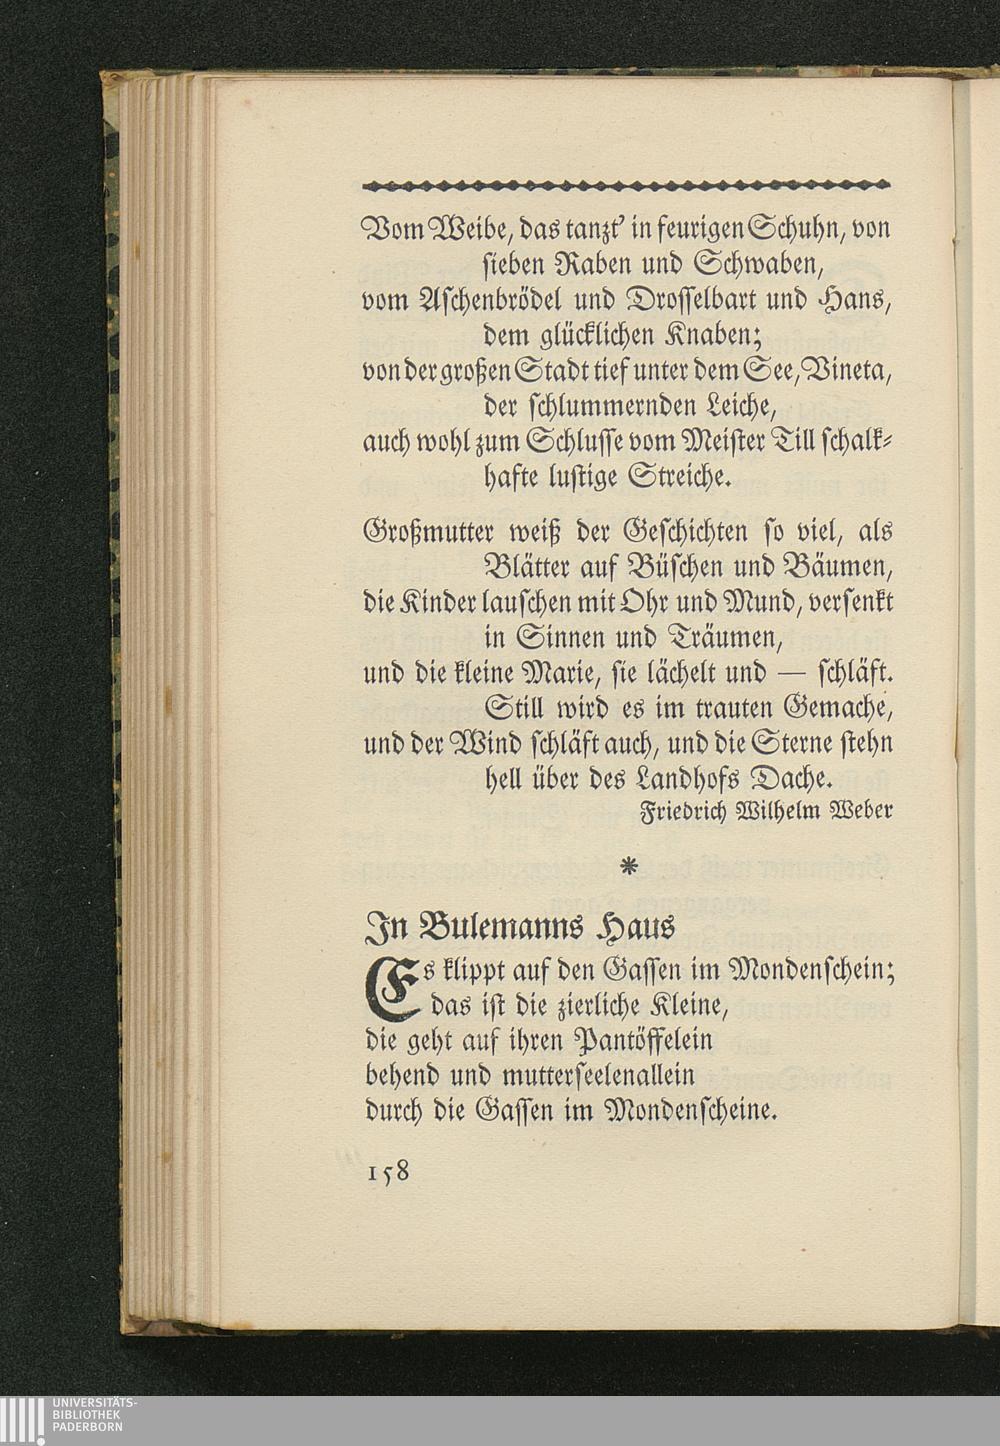 Vom Weibe, das tanzt’ in feurigen Schuhn, von
sieben Raben und Schwaben,
vom Aschenbrödel und Drosselbart und Hans,
dem glücklichen Knaben;
von der großen Stadt tief unter dem See, Vineta,
der schlummernden Leiche,
auch wohl zum Schlusse vom Meister Till schalk-
hafte lustige Streiche.
Großmutter weiß der Geschichten so viel, als
Blätter auf Büschen und Bäumen,
die Kinder lauschen mit Ohr und Mund, versenkt
in Sinnen und Träumen,
und die kleine Marie, sie lächelt und — schläft.
Still wird es im trauten Gemache,
und der Wind schläft auch, und die Sterne stehn
hell über des Landhofs Dache.
Friedrich Wilhelm Weber
*
In Bulemanns Haus
Es klippt auf den Gassen im Mondenschein;
das ist die zierliche Kleine,
die geht auf ihren Pantöffelein
behend und mutterseelenallein
durch die Gassen im Mondenscheine.
158
UNIVERSITÄTS-
BIBLIOTHEK
PADERBORN